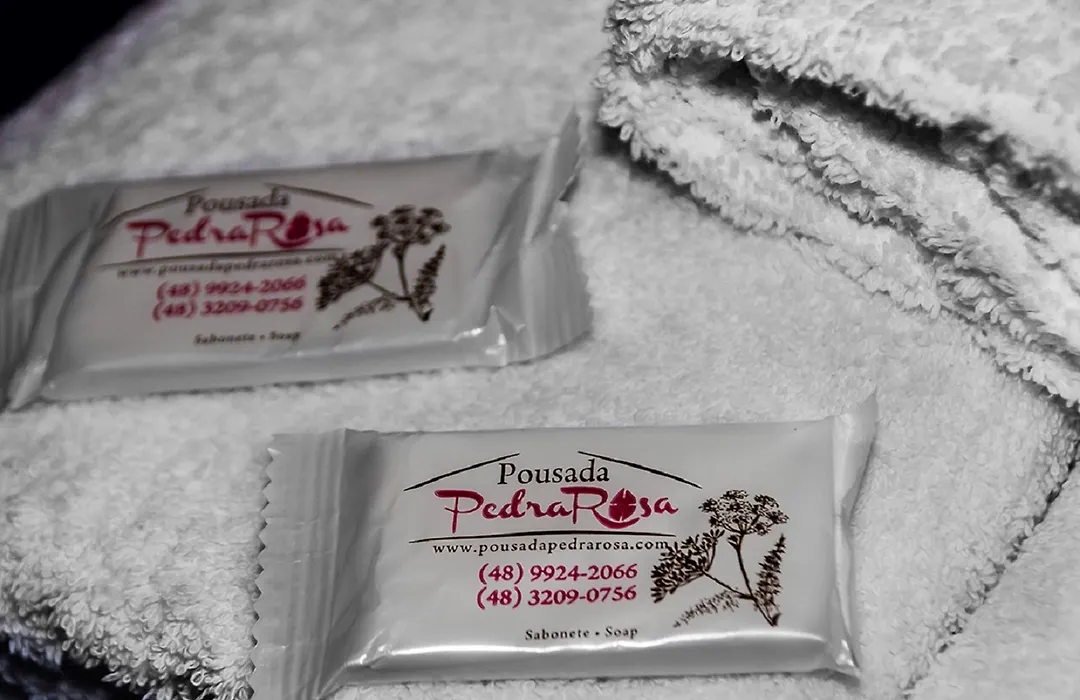 Pousada
PedraRosa
www.pousadapedrarosa.com
(48) 9924-2066
(48) 3209-0756
Sabonete • Soap
Pousada
PedraRosa
www.pousadapedrarosa.com
(48) 9924-2066
(48) 3209-0756
Sabonete • Soap